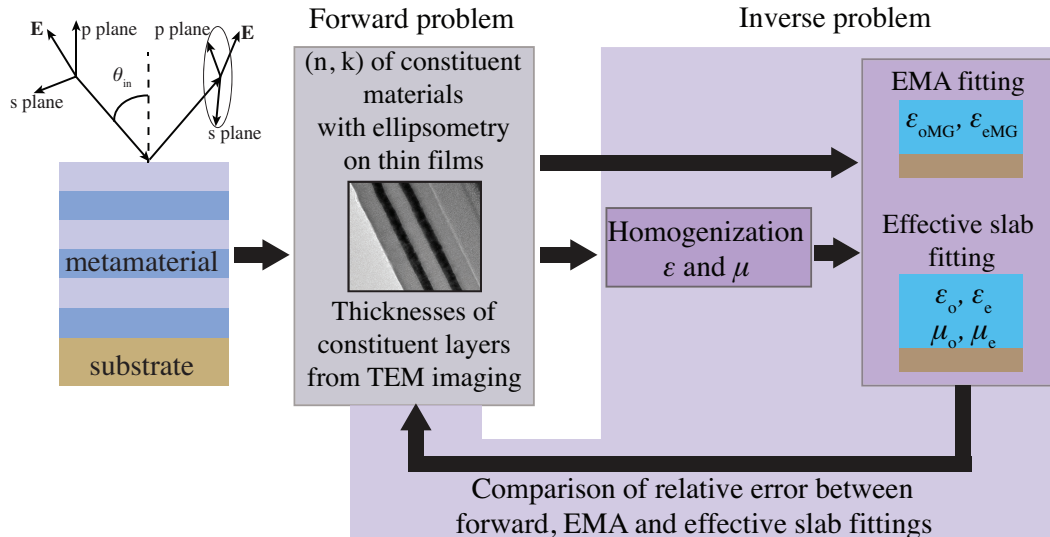 Forward problem
Inverse problem
E
p plane
p plane
E
θin
s plane
s plane
(n, k) of constituent
materials
with ellipsometry
on thin films
EMA fitting
εoMG, εeMG
metamaterial
substrate
Homogenization
ε and μ
Effective slab
fitting
εo, εe
μo, μe
Thicknesses of
constituent layers
from TEM imaging
Comparison of relative error between
forward, EMA and effective slab fittings